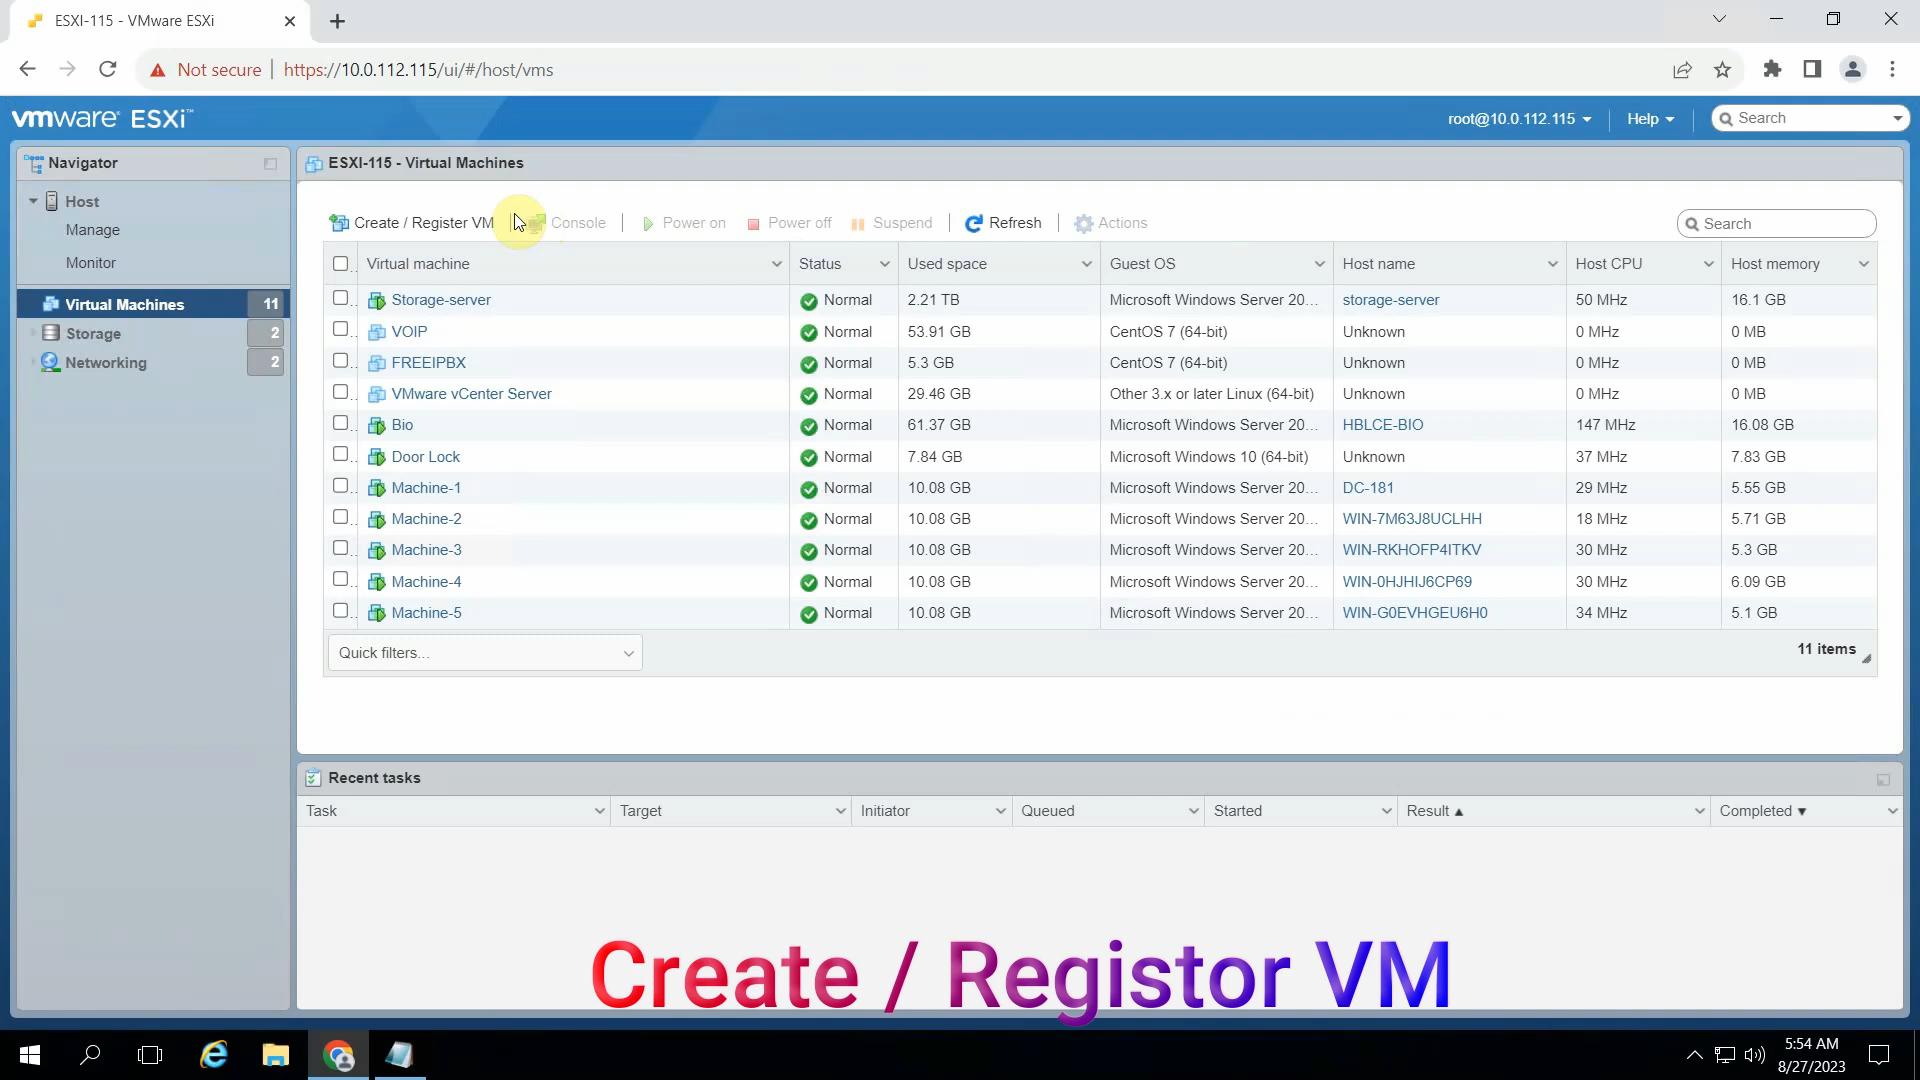 ESXI-115 - VMware ESXi
Not secure https://10.0.112.115/ui/#/host/vms
vmware ESXi™ root@10.0.112.115 Help Search
Navigator
Host
Manage
Monitor
Virtual Machines 11
Storage 2
Networking 2
ESXI-115 - Virtual Machines
Create / Register VM Console Power on Power off Suspend Refresh Actions Search
Virtual machine Status Used space Guest OS Host name Host CPU Host memory
Storage-server Normal 2.21 TB Microsoft Windows Server 20... storage-server 50 MHz 16.1 GB
VOIP Normal 53.91 GB CentOS 7 (64-bit) Unknown 0 MHz 0 MB
FREEIPBX Normal 5.3 GB CentOS 7 (64-bit) Unknown 0 MHz 0 MB
VMware vCenter Server Normal 29.46 GB Other 3.x or later Linux (64-bit) Unknown 0 MHz 0 MB
Bio Normal 61.37 GB Microsoft Windows Server 20... HBLCE-BIO 147 MHz 16.08 GB
Door Lock Normal 7.84 GB Microsoft Windows 10 (64-bit) Unknown 37 MHz 7.83 GB
Machine-1 Normal 10.08 GB Microsoft Windows Server 20... DC-181 29 MHz 5.55 GB
Machine-2 Normal 10.08 GB Microsoft Windows Server 20... WIN-7M63J8UCLHH 18 MHz 5.71 GB
Machine-3 Normal 10.08 GB Microsoft Windows Server 20... WIN-RKHOFP4ITKV 30 MHz 5.3 GB
Machine-4 Normal 10.08 GB Microsoft Windows Server 20... WIN-0HJHIJ6CP69 30 MHz 6.09 GB
Machine-5 Normal 10.08 GB Microsoft Windows Server 20... WIN-G0EVHGEU6H0 34 MHz 5.1 GB
Quick filters... 11 items
Recent tasks
Task Target Initiator Queued Started Result ▲ Completed ▼
Create / Registor VM
5:54 AM
8/27/2023